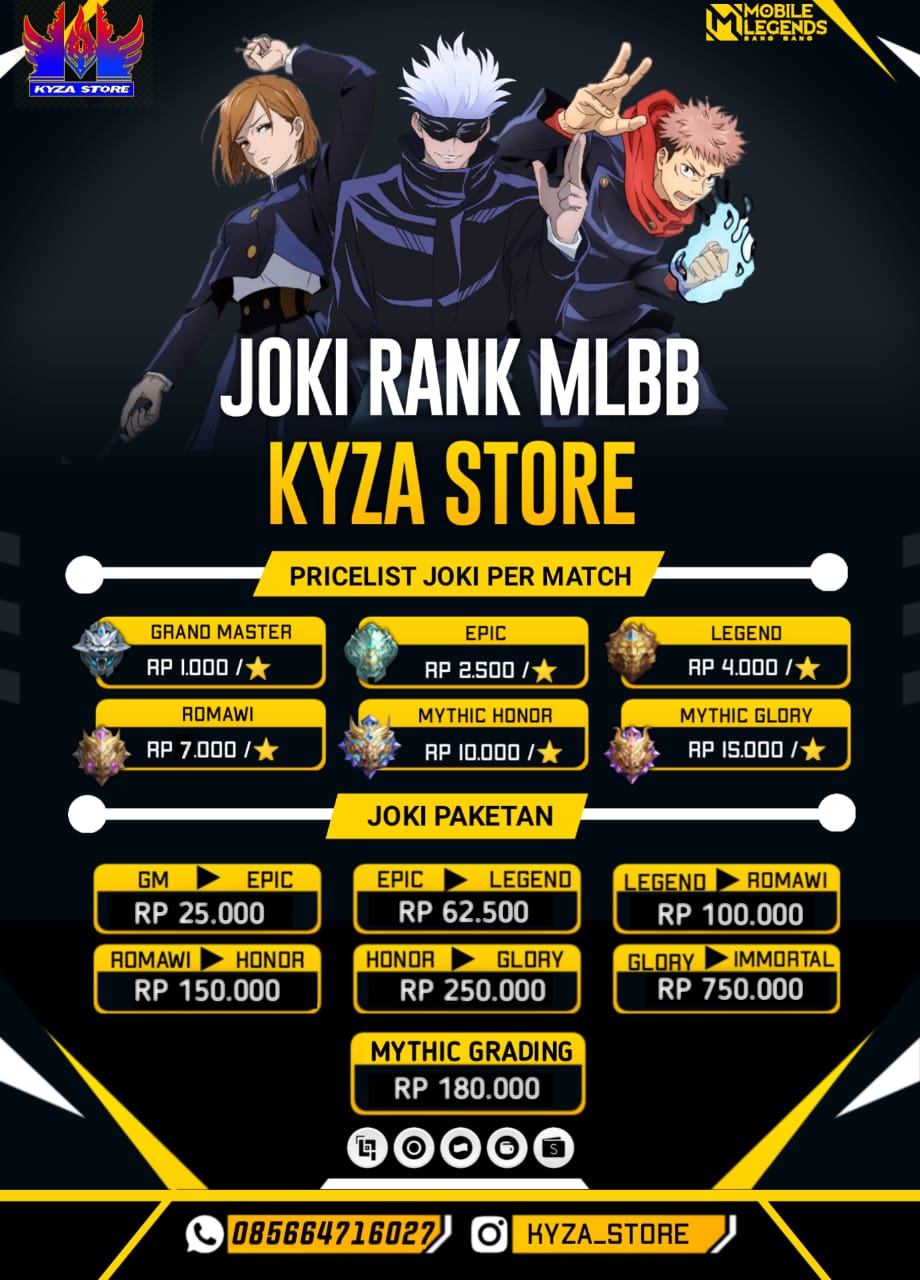 KYZA STORE
MOBILE
LEGENDS
BANG BANG
JOKI RANK MLBB
KYZA STORE
PRICELIST JOKI PER MATCH
GRAND MASTER
RP 1.000 /
EPIC
RP 2.500 /
LEGEND
RP 4.000 /
ROMAWI
RP 7.000 /
MYTHIC HONOR
RP 10.000 /
MYTHIC GLORY
RP 15.000 /
JOKI PAKETAN
GM ▶ EPIC
RP 25.000
EPIC ▶ LEGEND
RP 62.500
LEGEND ▶ ROMAWI
RP 100.000
ROMAWI ▶ HONOR
RP 150.000
HONOR ▶ GLORY
RP 250.000
GLORY ▶ IMMORTAL
RP 750.000
MYTHIC GRADING
RP 180.000
085664716027
KYZA_STORE